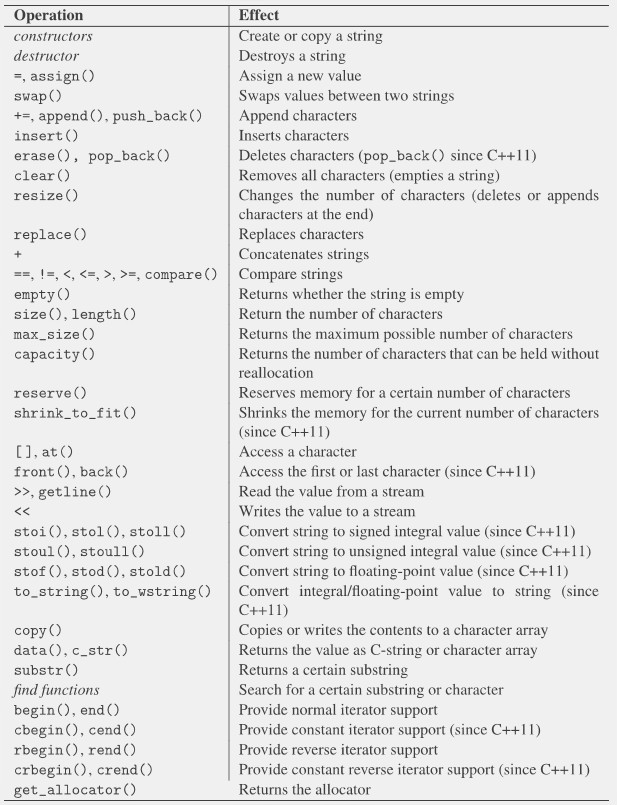 Operation Effect
constructors Create or copy a string
destructor Destroys a string
=, assign() Assign a new value
swap() Swaps values between two strings
+=, append(), push_back() Append characters
insert() Inserts characters
erase(), pop_back() Deletes characters (pop_back() since C++11)
clear() Removes all characters (empties a string)
resize() Changes the number of characters (deletes or appends
characters at the end)
replace() Replaces characters
+ Concatenates strings
==, !=, <, <=, >, >=, compare() Compare strings
empty() Returns whether the string is empty
size(), length() Return the number of characters
max_size() Returns the maximum possible number of characters
capacity() Returns the number of characters that can be held without
reallocation
reserve() Reserves memory for a certain number of characters
shrink_to_fit() Shrinks the memory for the current number of characters
(since C++11)
[], at() Access a character
front(), back() Access the first or last character (since C++11)
>>, getline() Read the value from a stream
<< Writes the value to a stream
stoi(), stol(), stoll() Convert string to signed integral value (since C++11)
stoul(), stoull() Convert string to unsigned integral value (since C++11)
stof(), stod(), stold() Convert string to floating-point value (since C++11)
to_string(), to_wstring() Convert integral/floating-point value to string (since
C++11)
copy() Copies or writes the contents to a character array
data(), c_str() Returns the value as C-string or character array
substr() Returns a certain substring
find functions Search for a certain substring or character
begin(), end() Provide normal iterator support
cbegin(), cend() Provide constant iterator support (since C++11)
rbegin(), rend() Provide reverse iterator support
crbegin(), crend() Provide constant reverse iterator support (since C++11)
get_allocator() Returns the allocator